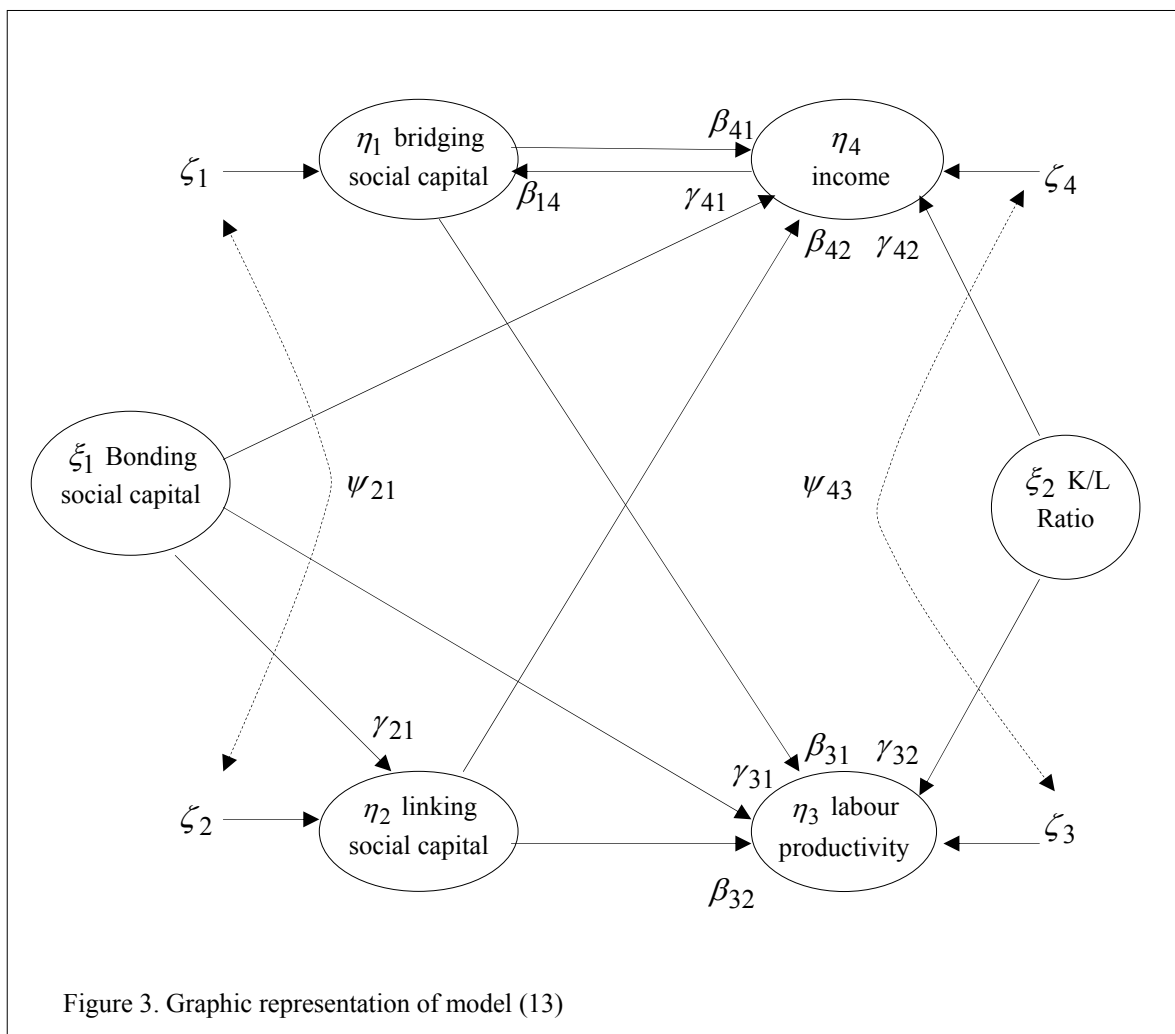 β41
η1 bridging
social capital
η4
income
ζ1
β14
γ41
ζ4
β42 γ42
ξ1 Bonding
social capital
ψ21
ψ43
ξ2 K/L
Ratio
γ21
β31
γ32
γ31
ζ2
η2 linking
social capital
η3 labour
productivity
ζ3
β32
Figure 3. Graphic representation of model (13)